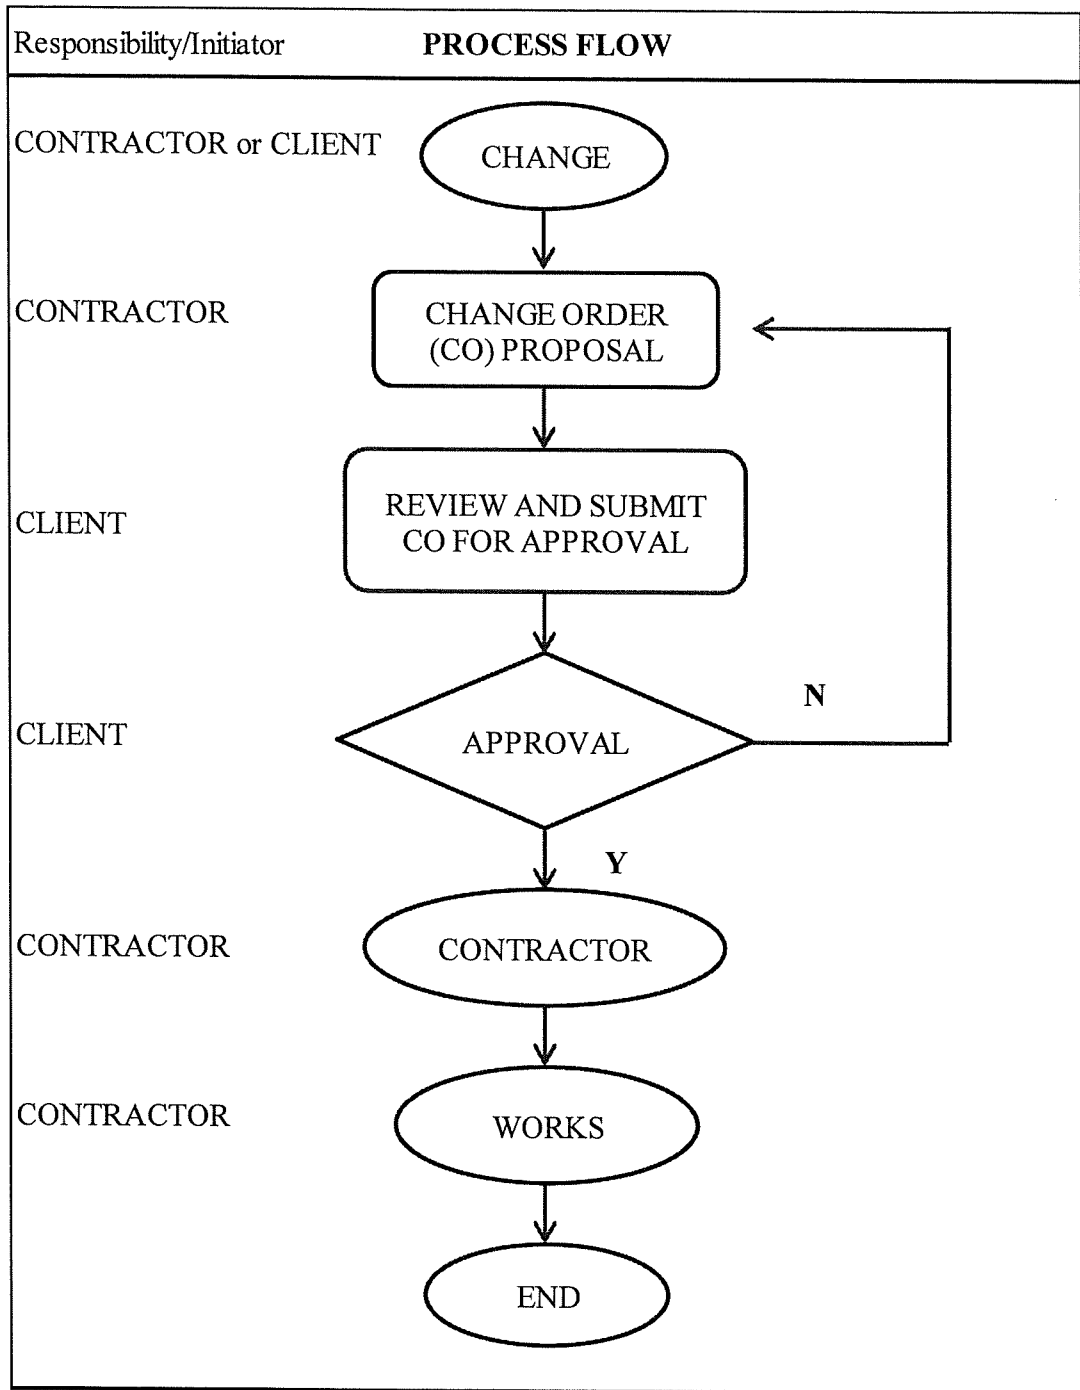 Responsibility/Initiator PROCESS FLOW
CONTRACTOR or CLIENT CHANGE
CONTRACTOR CHANGE ORDER
(CO) PROPOSAL
CLIENT REVIEW AND SUBMIT
CO FOR APPROVAL
N
CLIENT APPROVAL
Y
CONTRACTOR CONTRACTOR
CONTRACTOR WORKS
END